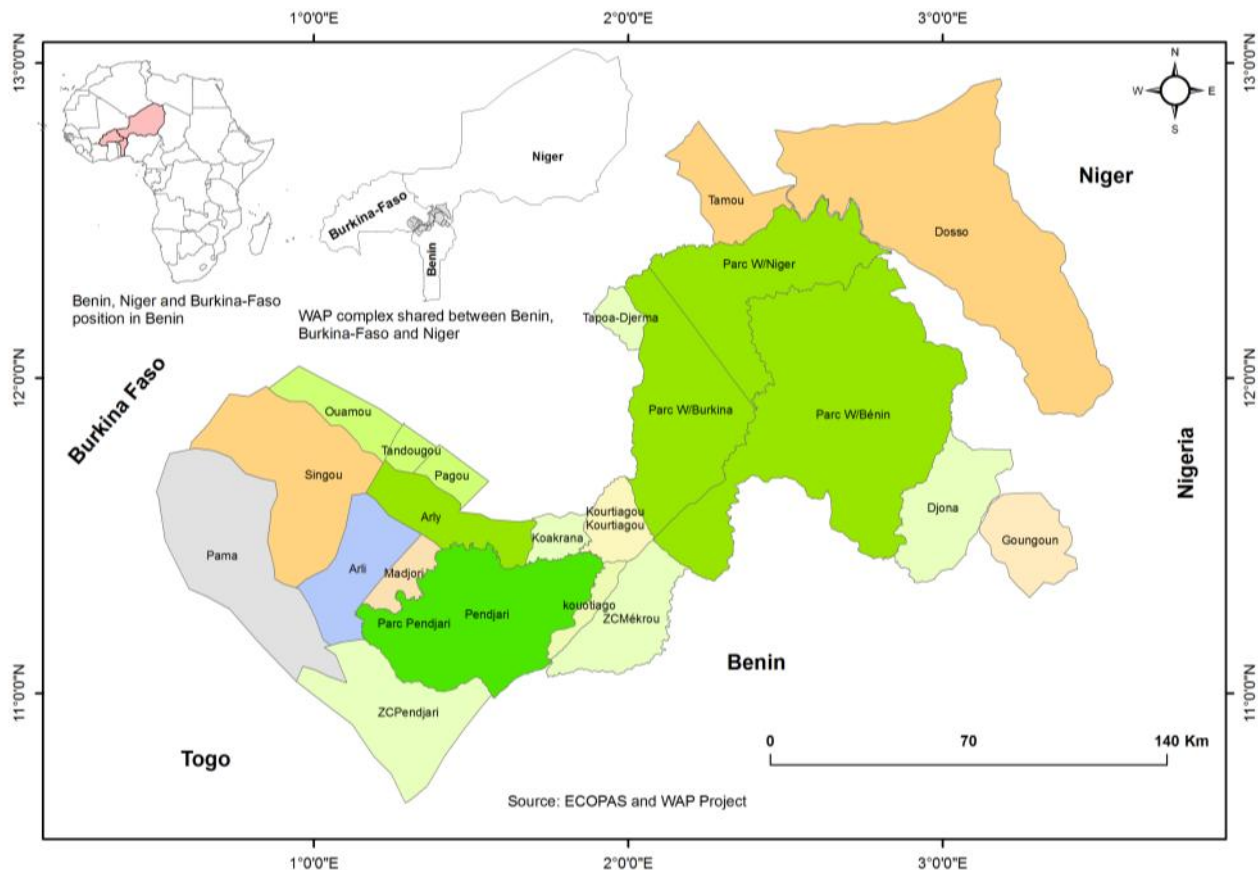 1°0'0"E 2°0'0"E 3°0'0"E
13°0'0"N
13°0'0"N
N
W E
S
Niger
Burkina-Faso
Benin
Benin, Niger and Burkina-Faso
position in Benin
WAP complex shared between Benin,
Burkina-Faso and Niger
Niger
Tamou
Dosso
Parc W/Niger
Tapoa-Djerma
12°0'0"N
12°0'0"N
Burkina Faso
Parc W/Burkina
Parc W/Bénin
Ouamou
Tandougou
Pagou
Singou
Nigeria
Arly
Kourtiagou
Kourtiagou
Koakrana
Djona
Goungoun
Pama
Arli
Madjori
Pendjari
Parc Pendjari
kouotiago
ZCMékrou
Benin
11°0'0"N
11°0'0"N
ZCPendjari
Togo
0 70 140 Km
Source: ECOPAS and WAP Project
1°0'0"E 2°0'0"E 3°0'0"E